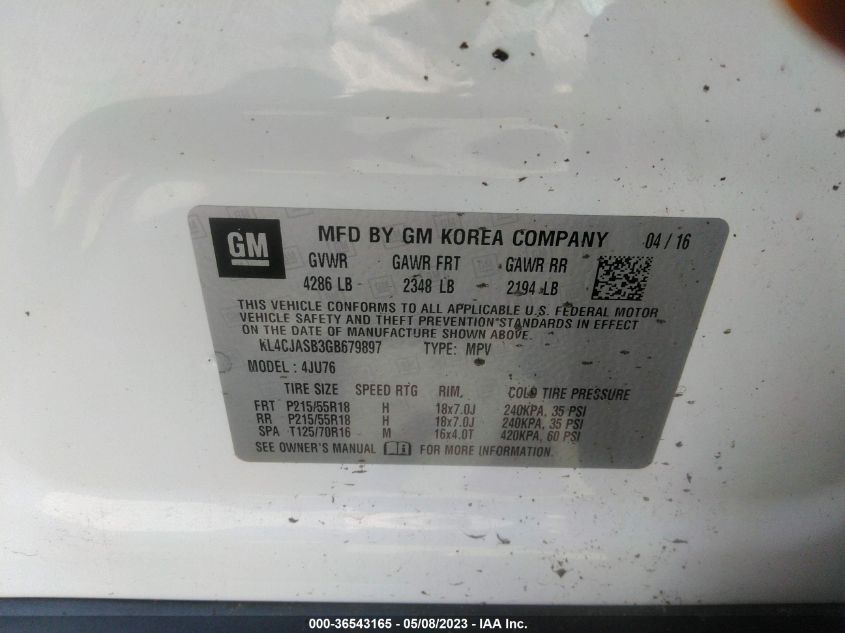 GM MFD BY GM KOREA COMPANY 04 / 16
GVWR GAWR FRT GAWR RR
4286 LB 2348 LB 2194 LB
THIS VEHICLE CONFORMS TO ALL APPLICABLE U.S. FEDERAL MOTOR
VEHICLE SAFETY AND THEFT PREVENTION STANDARDS IN EFFECT
ON THE DATE OF MANUFACTURE SHOWN ABOVE.
KL4CJASB3GB679897 TYPE: MPV
MODEL : 4JU76
TIRE SIZE SPEED RTG RIM, COLD TIRE PRESSURE
FRT P215/55R18 H 18x7.0J 240KPA, 35 PSI
RR P215/55R18 H 18x7.0J 240KPA, 35 PSI
SPA T125/70R16 M 16x4.0T 420KPA, 60 PSI
SEE OWNER'S MANUAL FOR MORE INFORMATION.
000-36543165 - 05/08/2023 - IAA Inc.